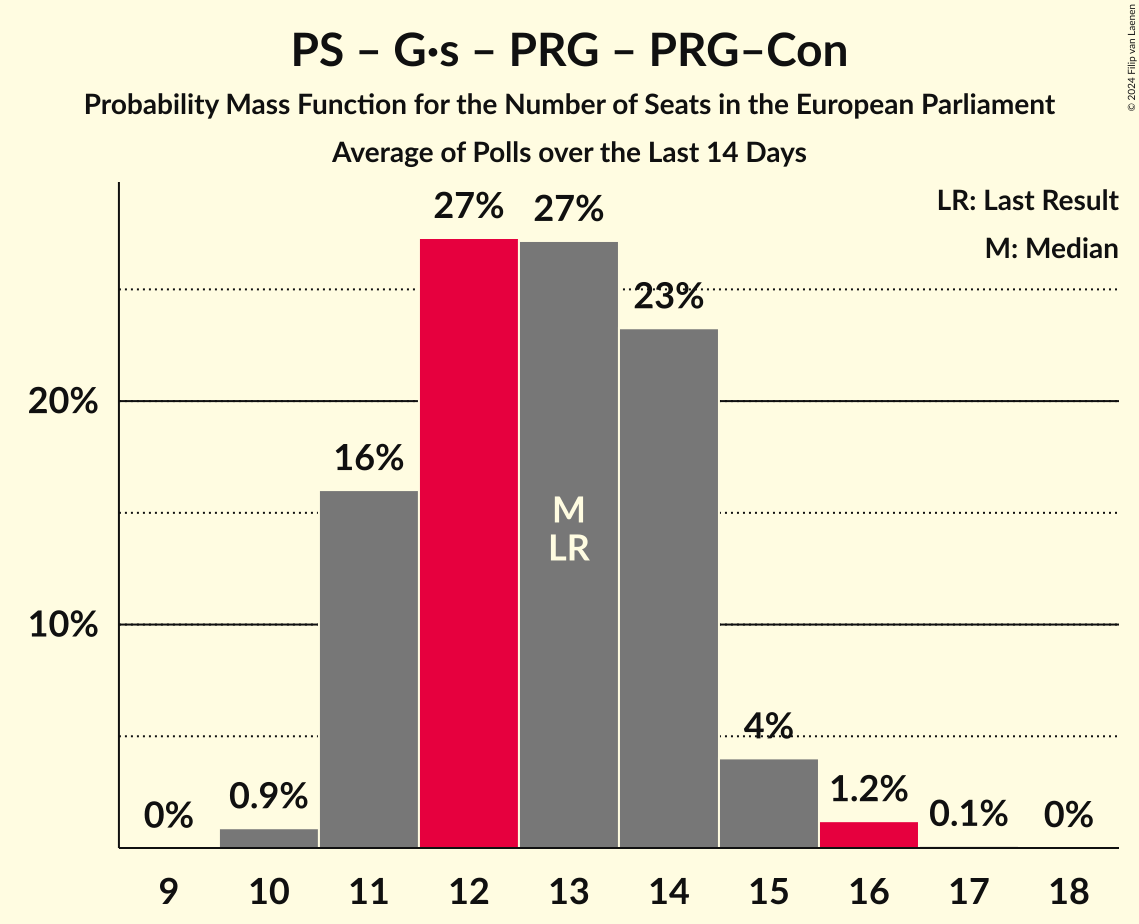 PS – G·s – PRG – PRG–Con
Probability Mass Function for the Number of Seats in the European Parliament
Average of Polls over the Last 14 Days
© 2024 Filip van Laenen
LR: Last Result
M: Median
27%
27%
23%
20%
16%
M
LR
10%
4%
0%
0.9%
1.2%
0.1%
0%
9
10
11
12
13
14
15
16
17
18